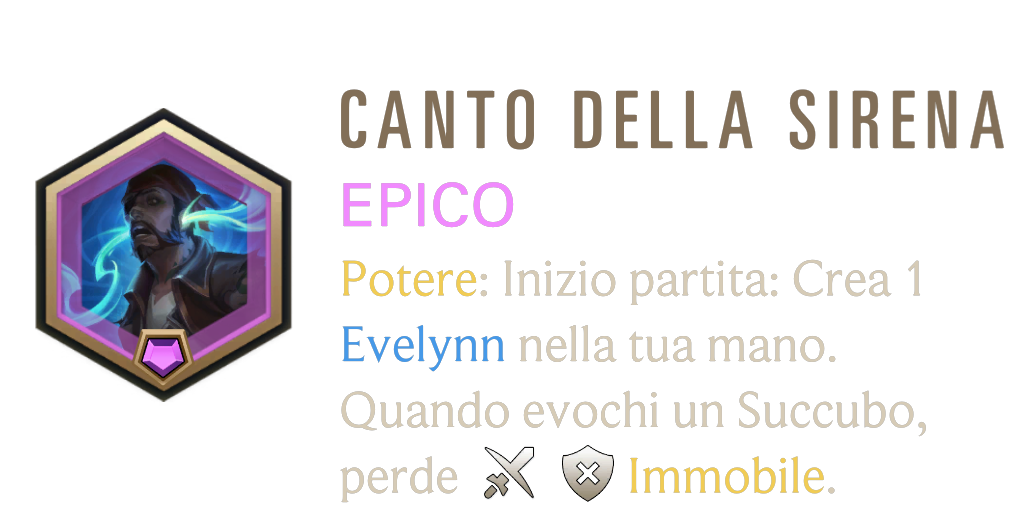 CANTO DELLA SIRENA
EPICO
Potere: Inizio partita: Crea 1
Evelynn nella tua mano.
Quando evochi un Succubo,
perde Immobile.